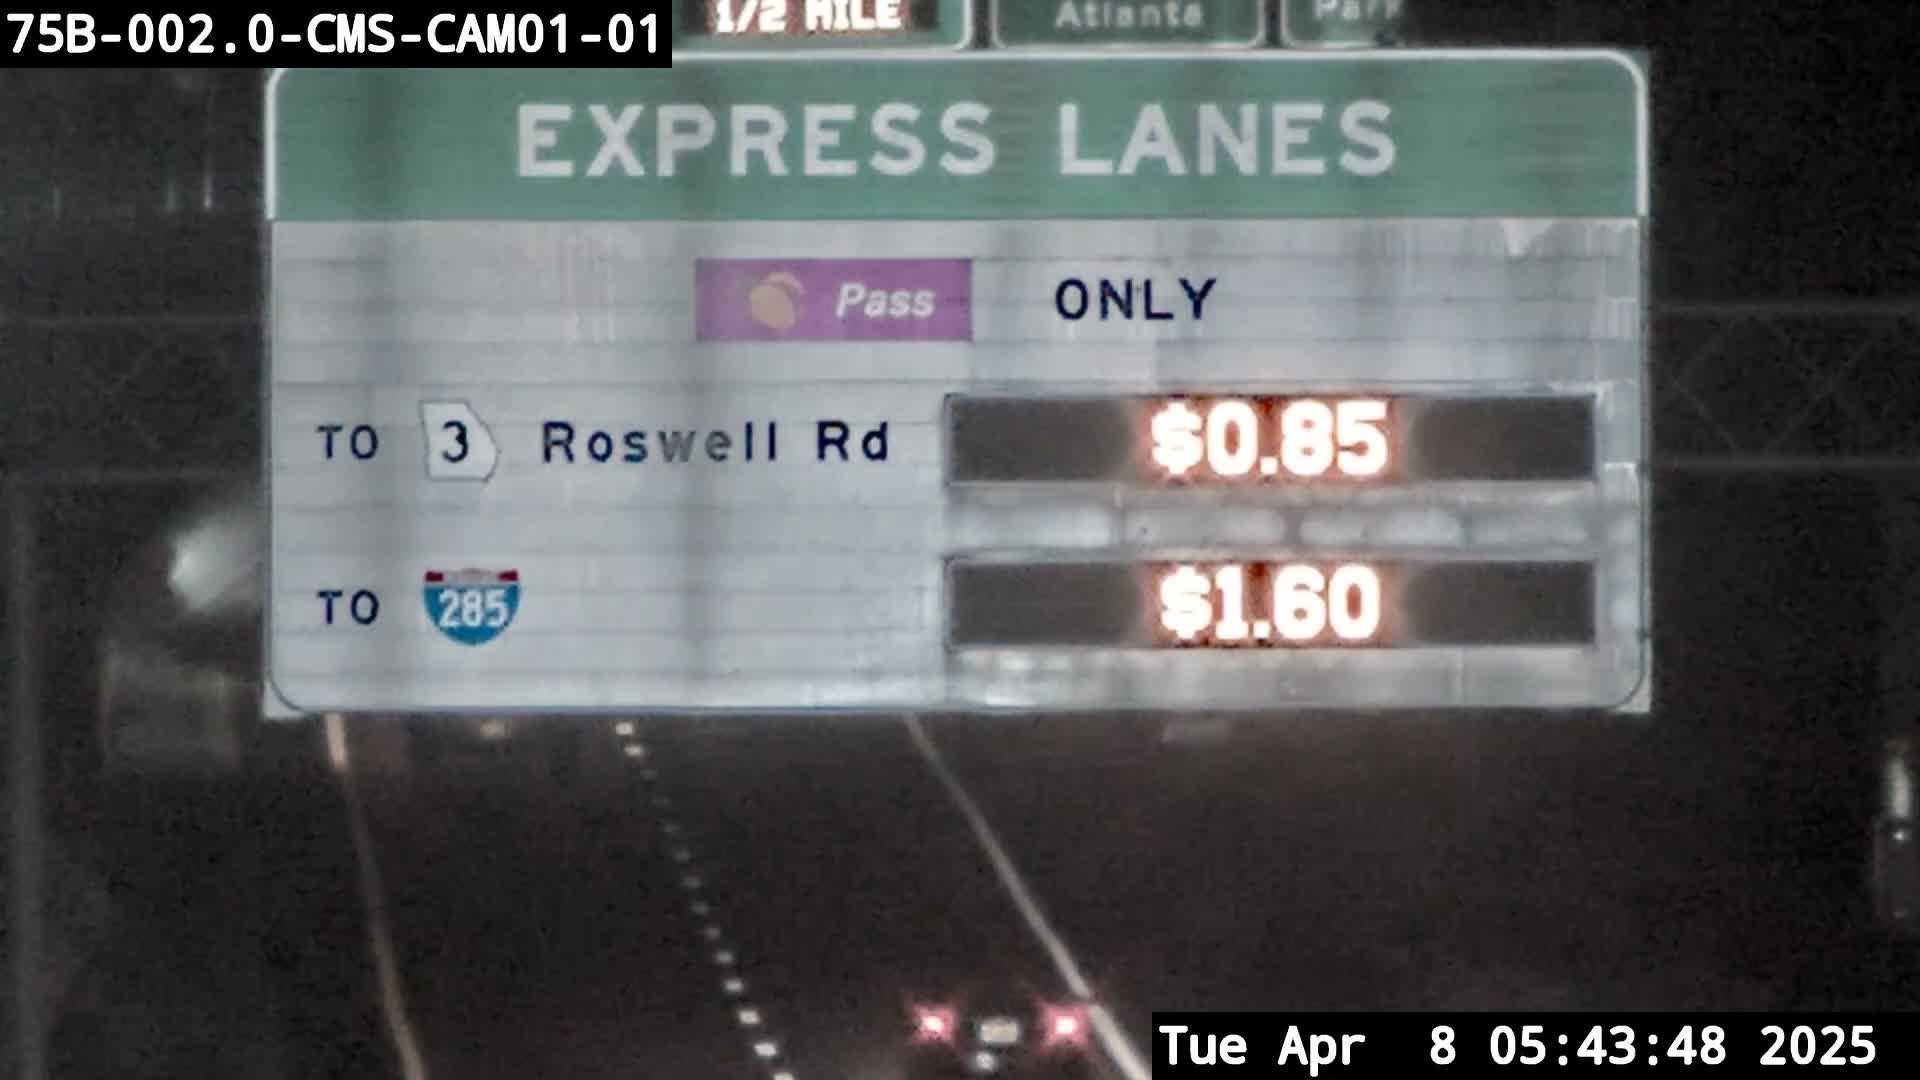 75B-002.0-CMS-CAM01-01
1/2 MILE
Atlanta
Park
EXPRESS LANES
Pass ONLY
TO 3 Roswell Rd $0.85
TO 285 $1.60
Tue Apr 8 05:43:48 2025